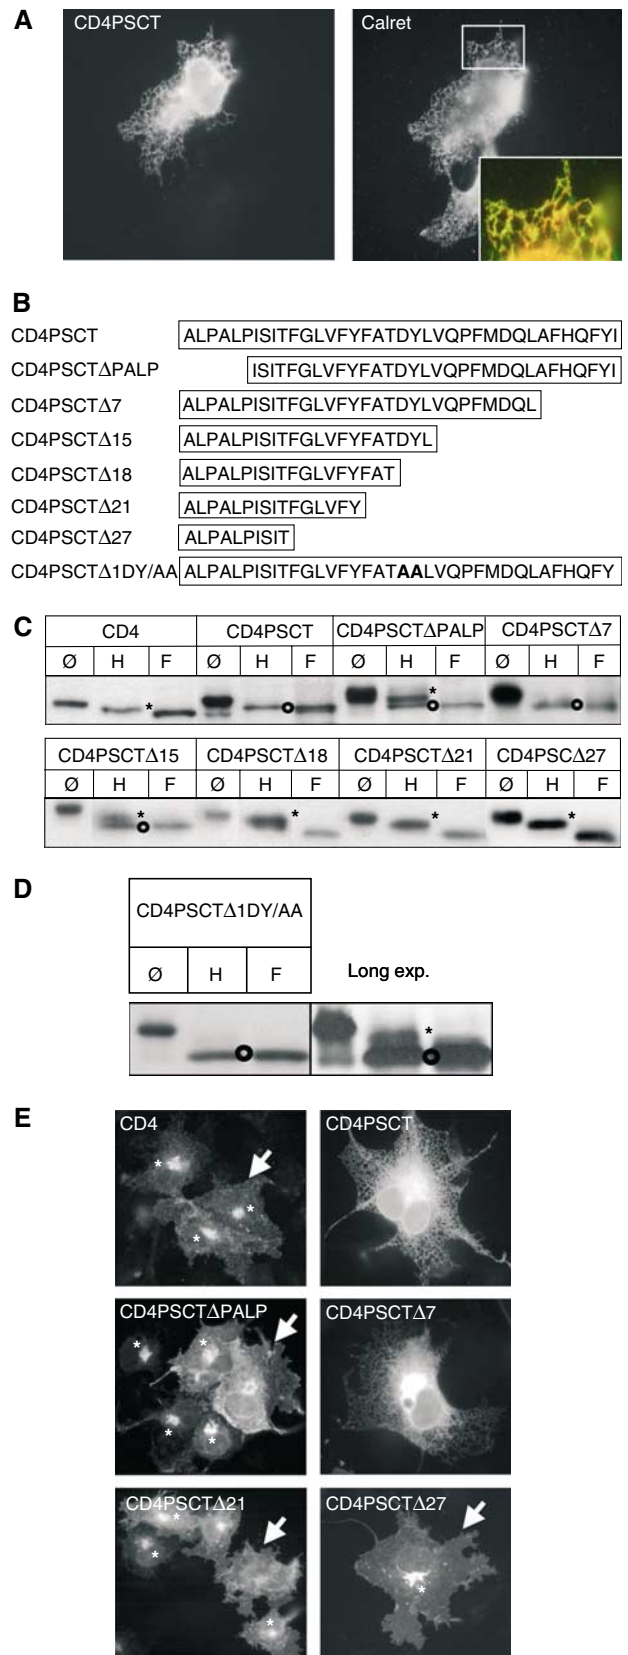 A
CD4PSCT
Calret
B
CD4PSCT ALPALPISITFGLVFYFATDYLVQPFMDQLAFHQFYI
CD4PSCTΔPALP ISITFGLVFYFATDYLVQPFMDQLAFHQFYI
CD4PSCTΔ7 ALPALPISITFGLVFYFATDYLVQPFMDQL
CD4PSCTΔ15 ALPALPISITFGLVFYFATDYL
CD4PSCTΔ18 ALPALPISITFGLVFYFAT
CD4PSCTΔ21 ALPALPISITFGLVFY
CD4PSCTΔ27 ALPALPISIT
CD4PSCTΔ1DY/AA ALPALPISITFGLVFYFATAALVQPFMDQLAFHQFY
C
CD4 CD4PSCT CD4PSCTΔPALP CD4PSCTΔ7
Ø H F Ø H F Ø H F Ø H F
* *
CD4PSCTΔ15 CD4PSCTΔ18 CD4PSCTΔ21 CD4PSCΔ27
Ø H F Ø H F Ø H F Ø H F
* * * *
D
CD4PSCTΔ1DY/AA
Ø H F Long exp.
*
E
CD4 CD4PSCT
* * *
CD4PSCTΔPALP CD4PSCTΔ7
* * * *
CD4PSCTΔ21 CD4PSCTΔ27
* * * *